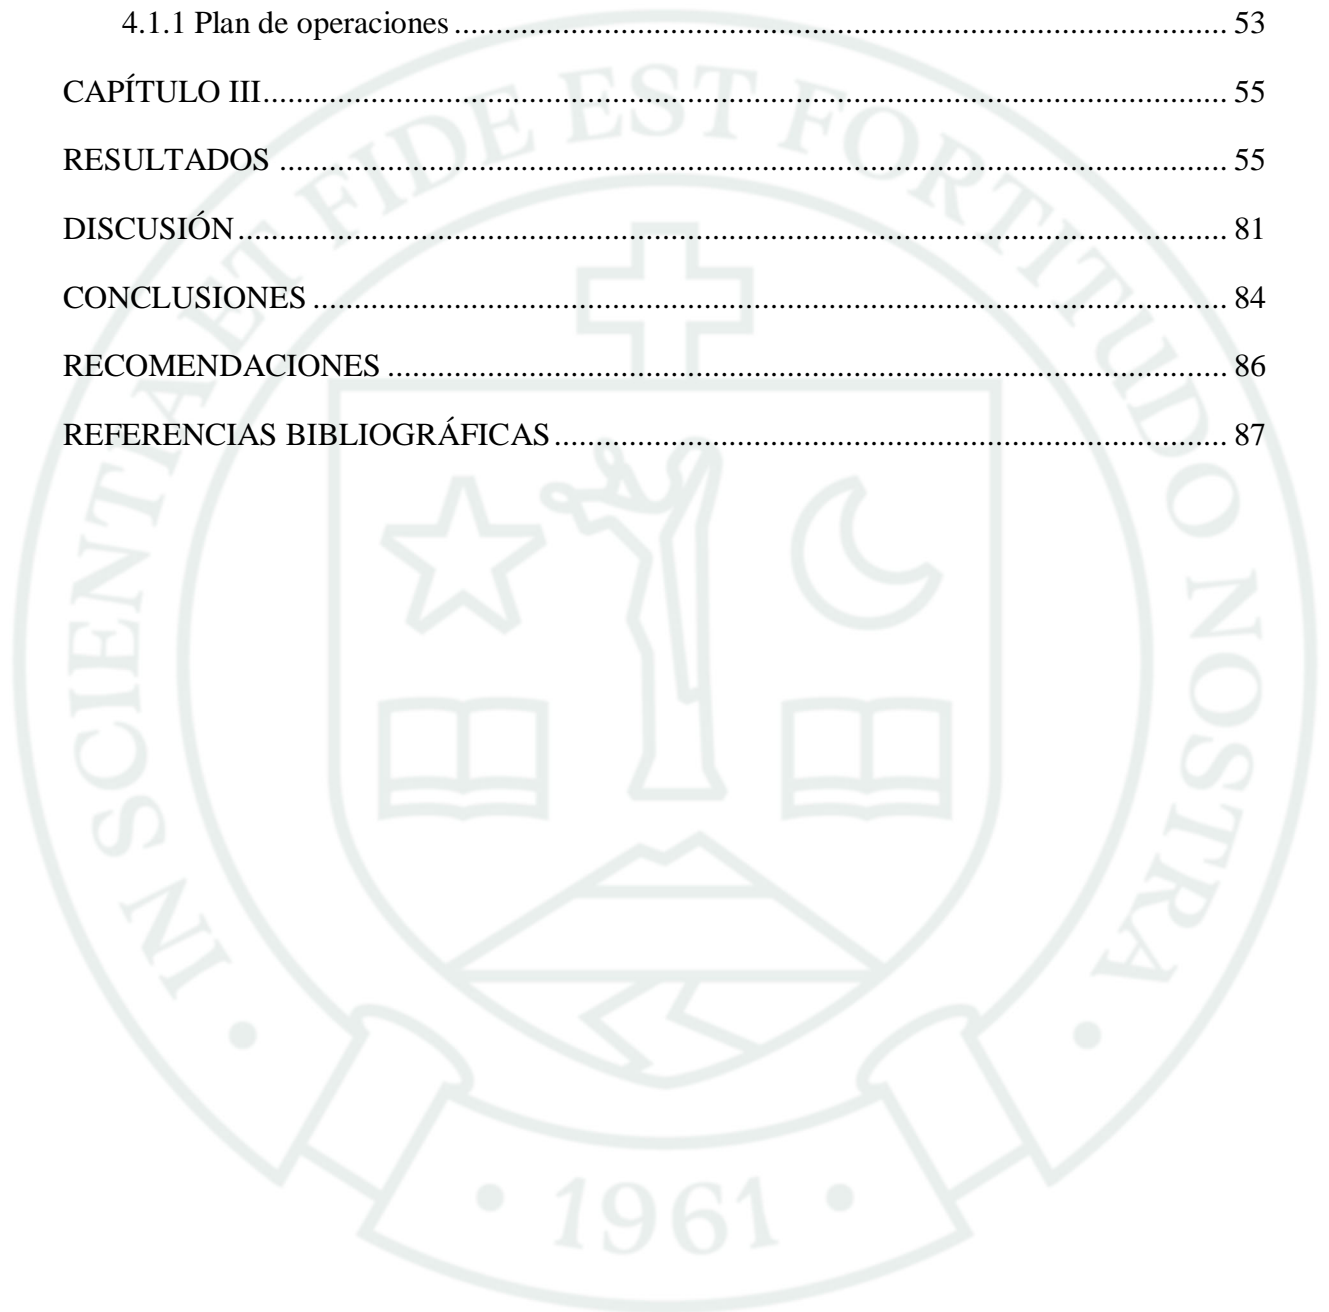 4.1.1 Plan de operaciones ........ 53
CAPÍTULO III ........ 55
RESULTADOS ........ 55
DISCUSIÓN ........ 81
CONCLUSIONES ........ 84
RECOMENDACIONES ........ 86
REFERENCIAS BIBLIOGRÁFICAS ........ 87
• IN SCIENTIA ET FIDE EST FORTITUDO NOSTRA •
• 1961 •